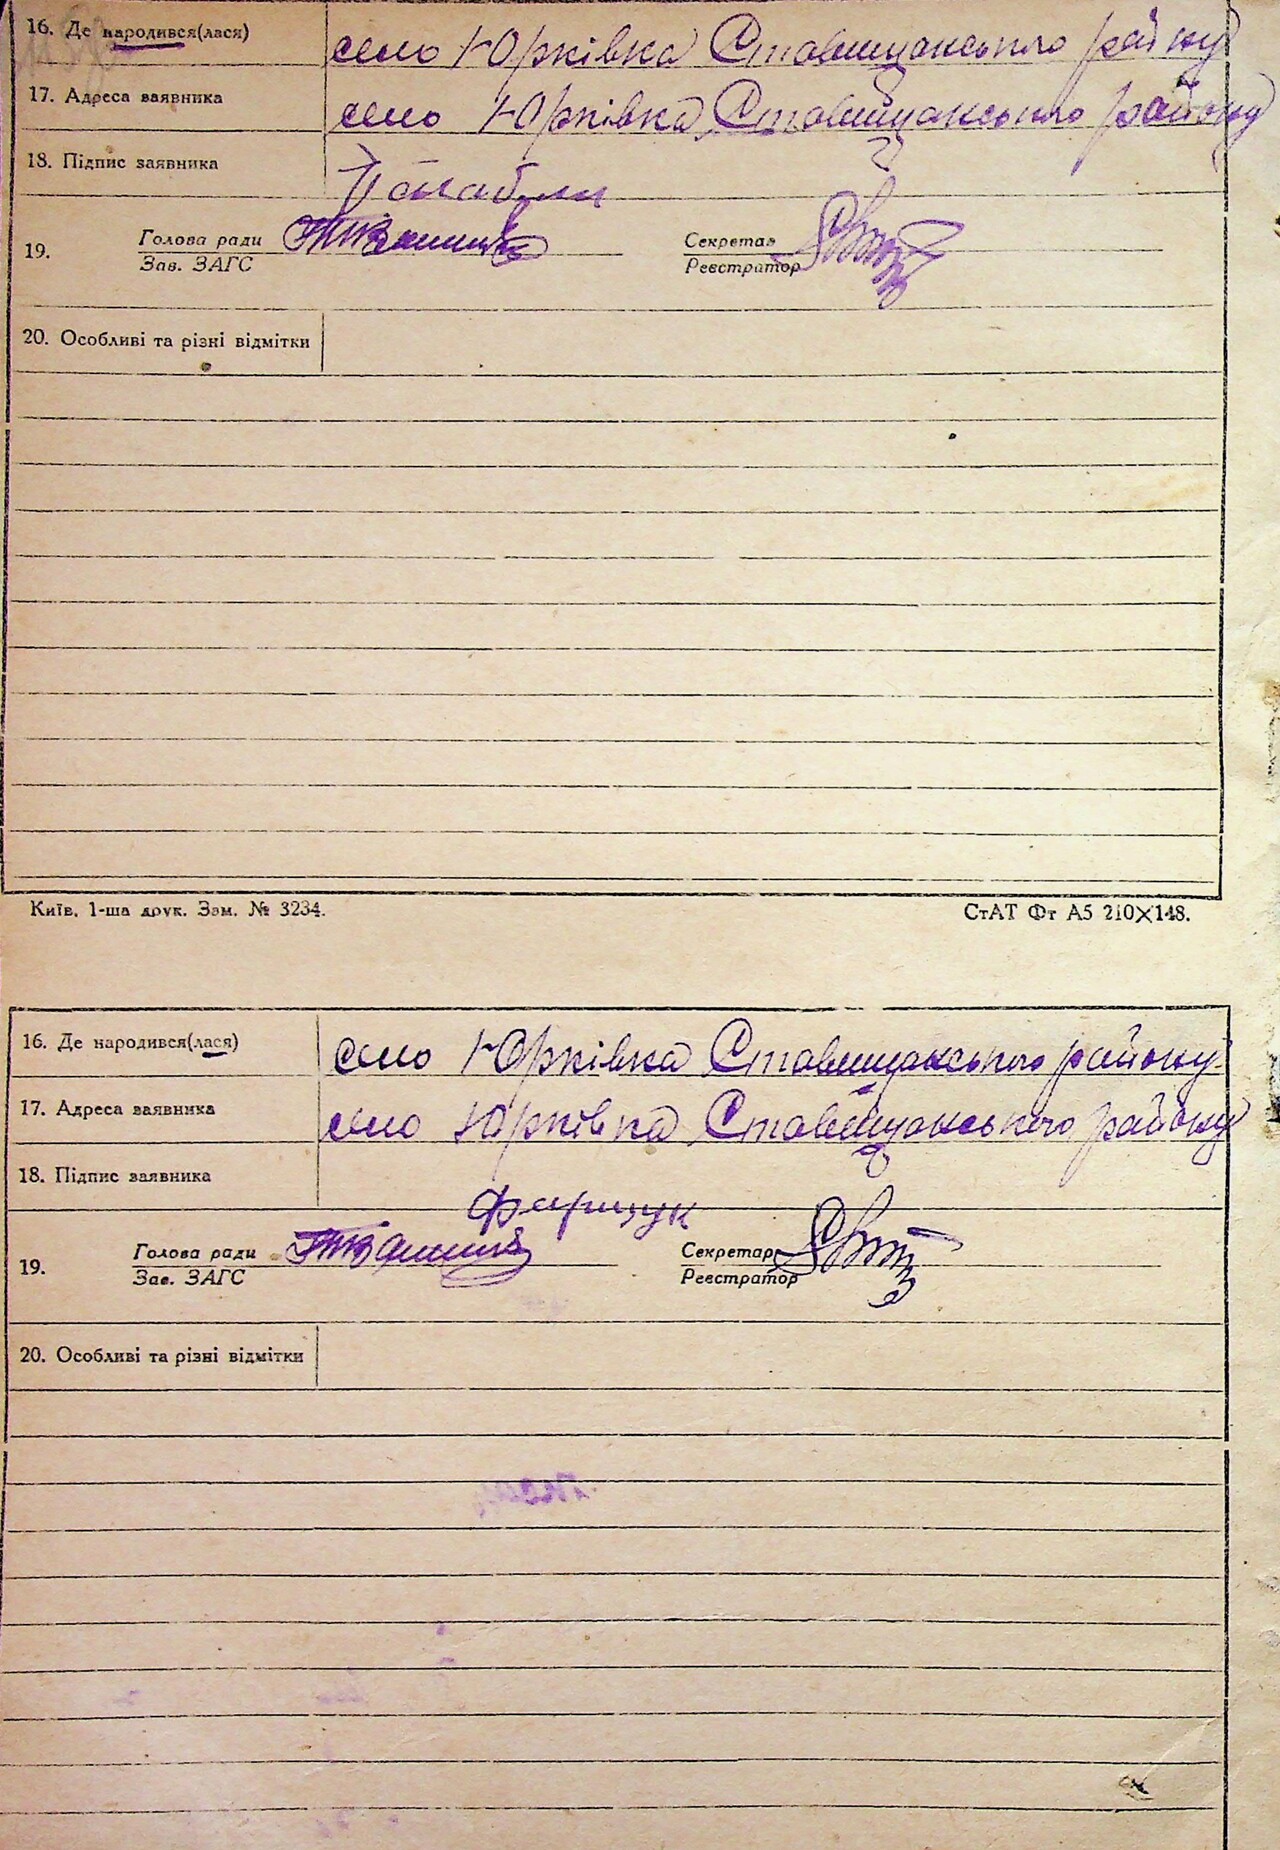 16. Де народився(лася) село Юрківка Ставищанського району
17. Адреса заявника село Юрківка Ставищанського району
18. Підпис заявника
19. Голова ради Секретар
Зав. ЗАГС Реєстратор
20. Особливі та різні відмітки
Київ. 1-ша друк. Зам. № 3234. СтАТ Фт А5 210×148.
16. Де народився(лася) село Юрківка Ставищанського району
17. Адреса заявника село Юрківка Ставищанського району
18. Підпис заявника
19. Голова ради Секретар
Зав. ЗАГС Реєстратор
20. Особливі та різні відмітки